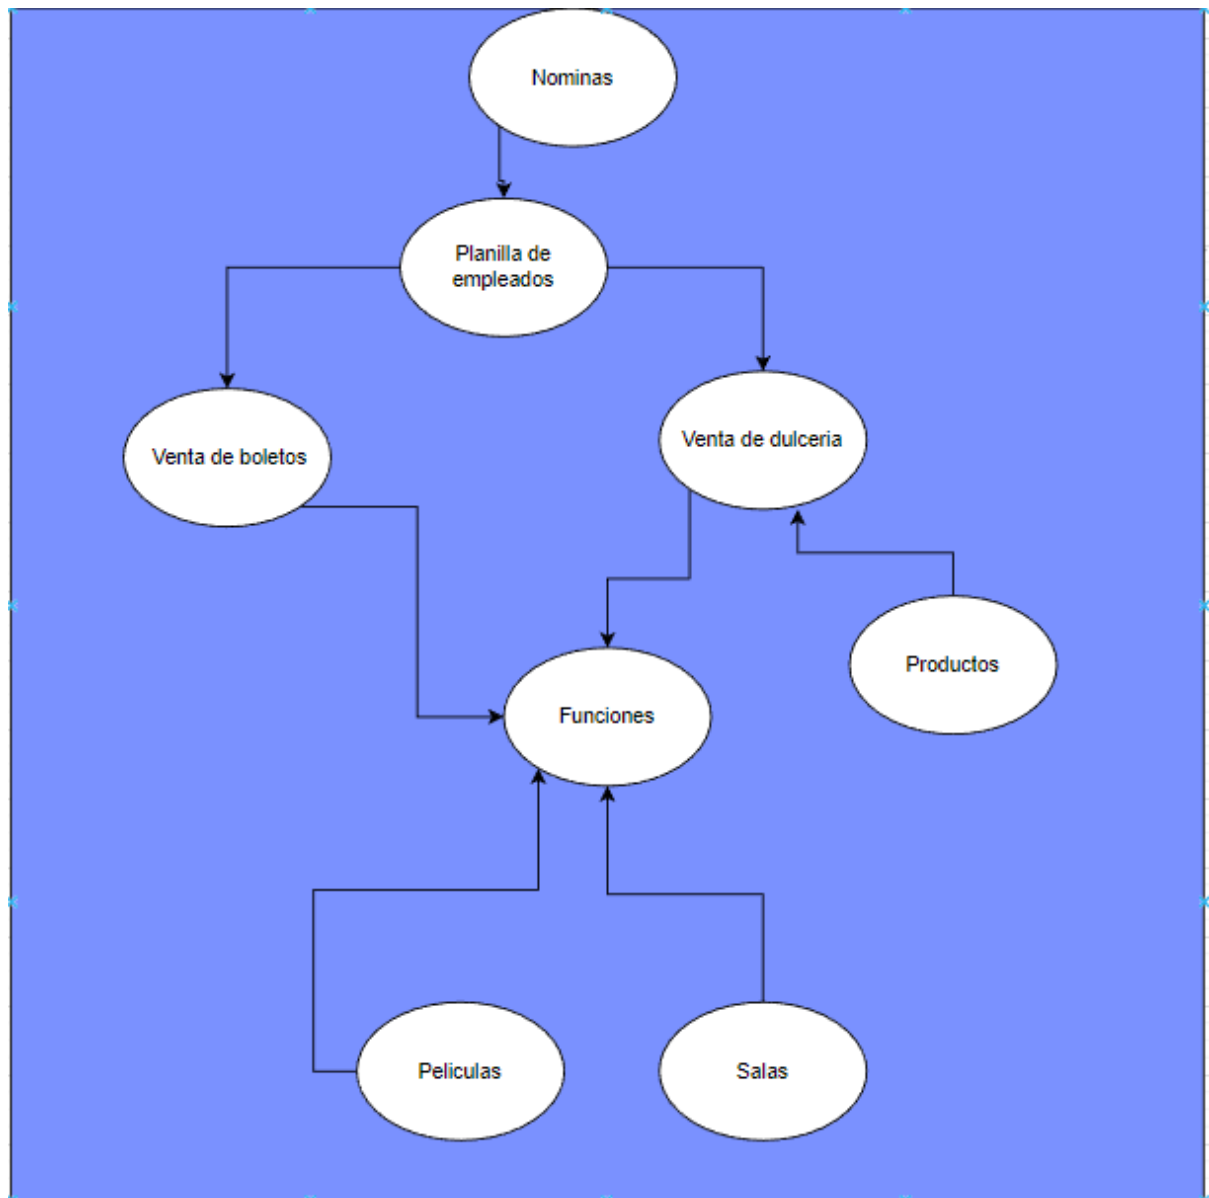 Nominas
Planilla de
empleados
Venta de boletos
Venta de dulceria
Productos
Funciones
Peliculas
Salas